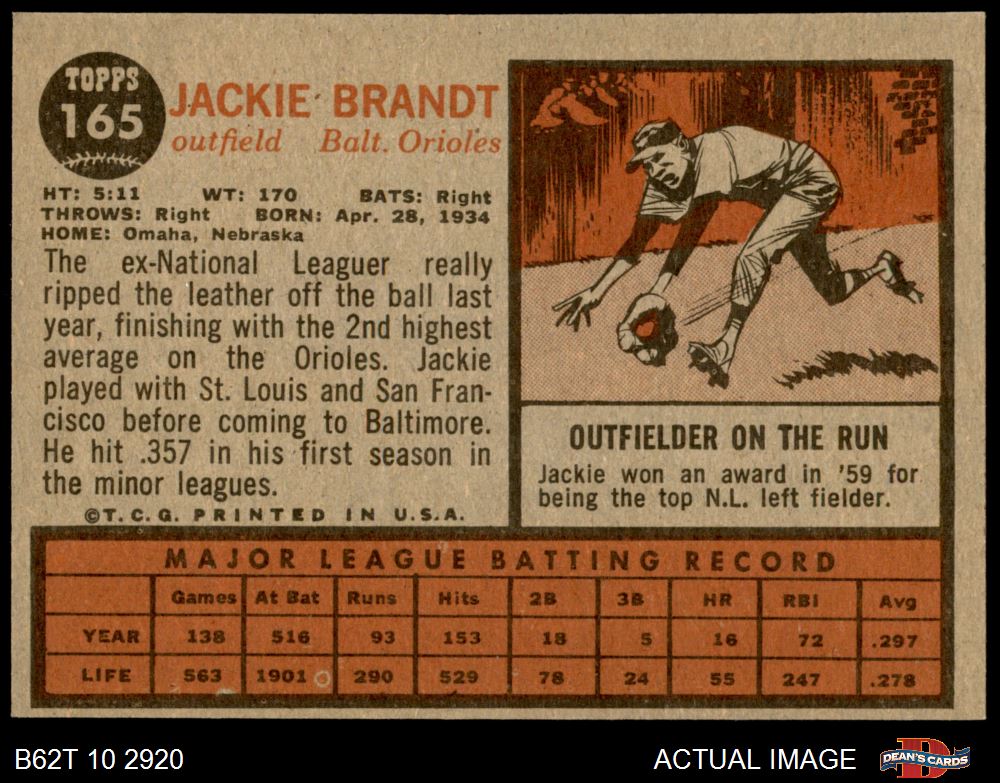 TOPPS
165
JACKIE BRANDT
outfield Balt. Orioles
HT: 5:11 WT: 170 BATS: Right
THROWS: Right BORN: Apr. 28, 1934
HOME: Omaha, Nebraska
The ex-National Leaguer really
ripped the leather off the ball last
year, finishing with the 2nd highest
average on the Orioles. Jackie
played with St. Louis and San Fran-
cisco before coming to Baltimore.
He hit .357 in his first season in
the minor leagues.
©T.C.G. PRINTED IN U.S.A.
OUTFIELDER ON THE RUN
Jackie won an award in '59 for
being the top N.L. left fielder.
MAJOR LEAGUE BATTING RECORD
Games At Bat Runs Hits 2B 3B HR RBI Avg
YEAR 138 516 93 153 18 5 16 72 .297
LIFE 563 1901 290 529 78 24 55 247 .278
B62T 10 2920 ACTUAL IMAGE DEAN'S CARDS